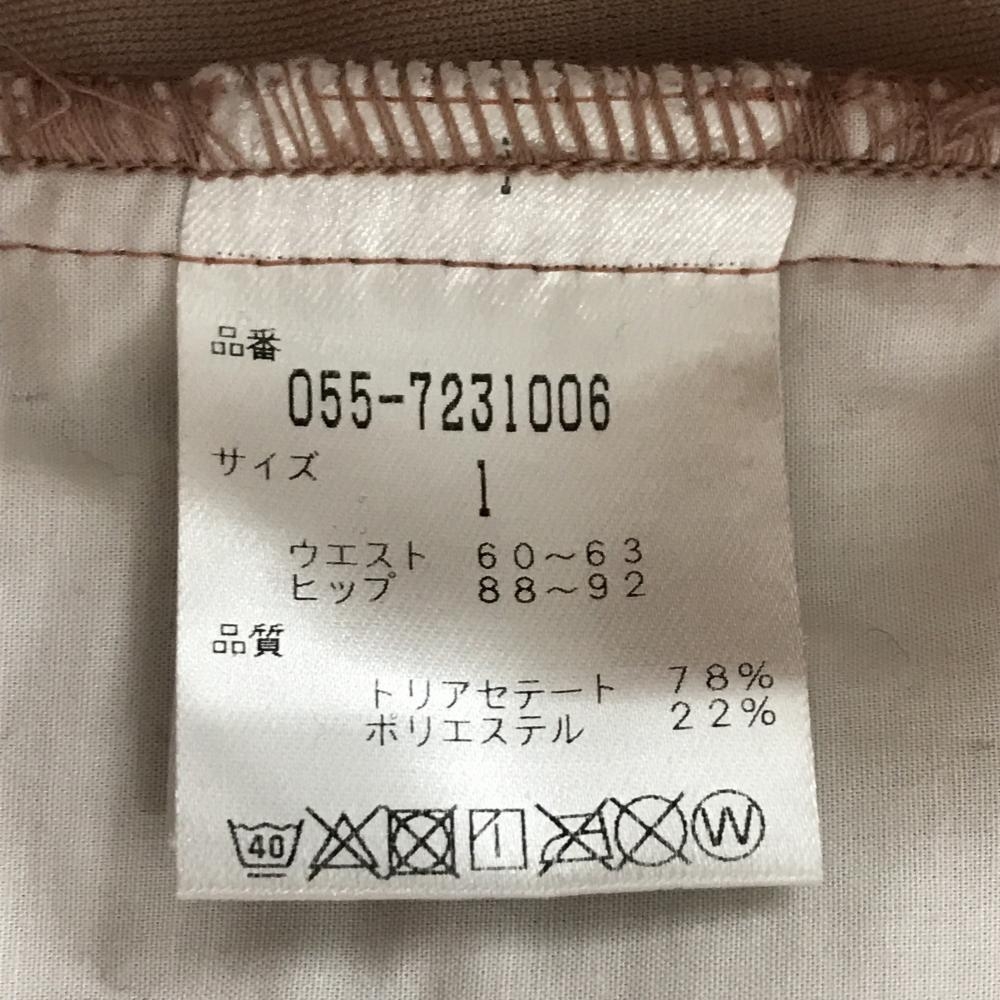 品番
055-7231006
サイズ 1
ウエスト 60～63
ヒップ 88～92
品質
トリアセテート 78%
ポリエステル 22%
40 1 W